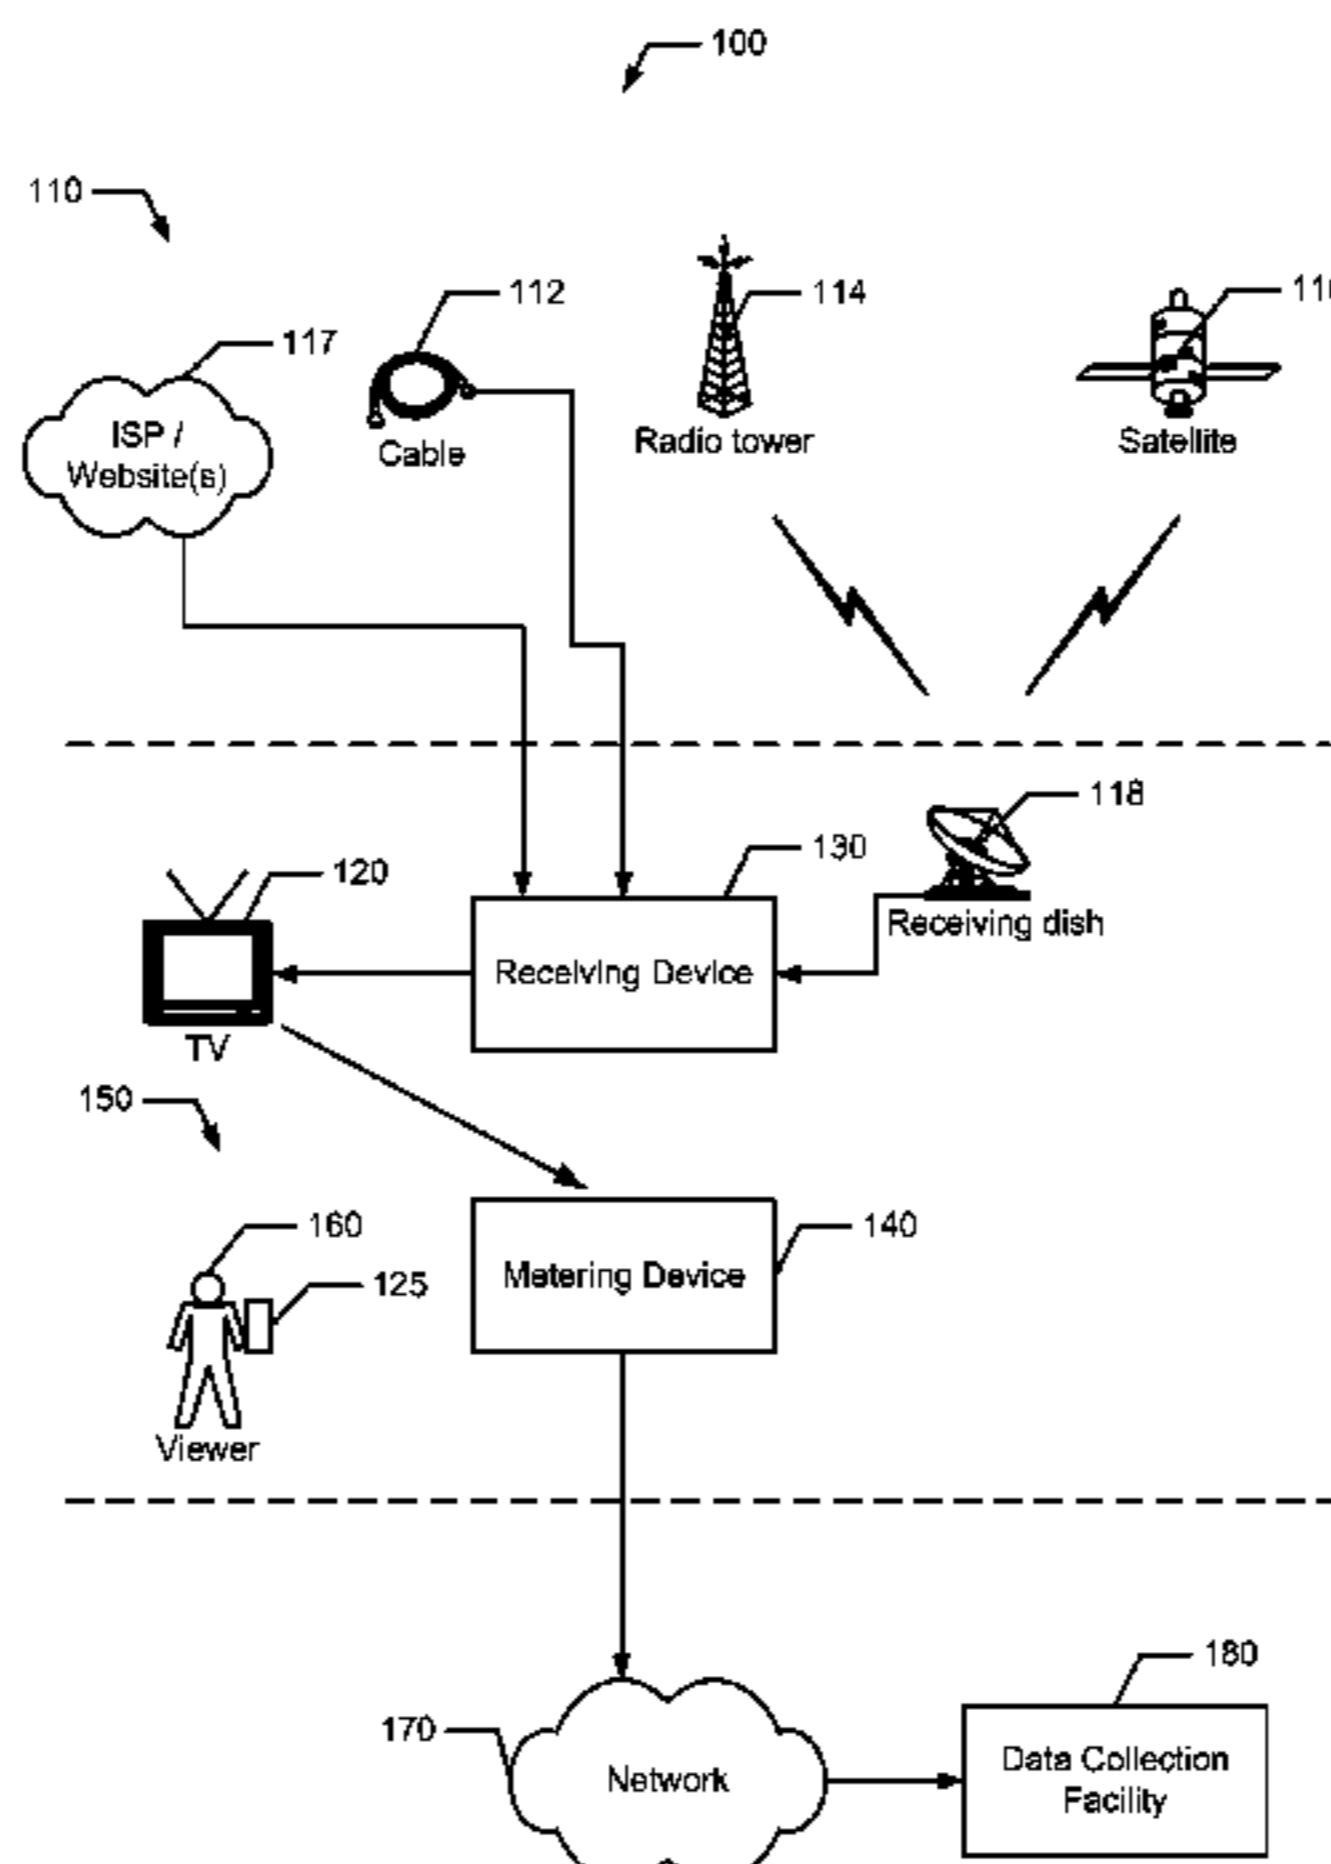 100
110
112
114
117
ISP /
Website(s)
Cable
Radio tower
Satellite
118
130
120
Receiving dish
Receiving Device
TV
150
160
140
125
Metering Device
Viewer
180
170
Data Collection
Facility
Network